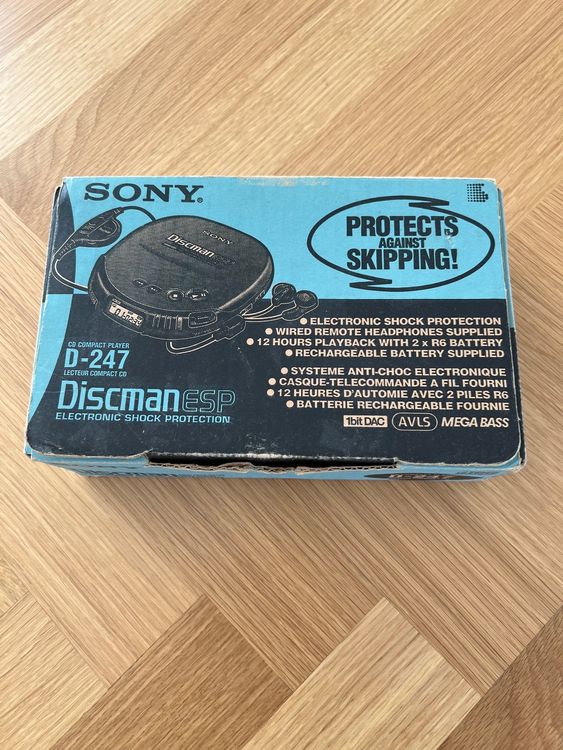 SONY®
PROTECTS
AGAINST
SKIPPING!
SONY
Discman
CD COMPACT PLAYER
D-247
LECTEUR COMPACT CD
Discman ESP
ELECTRONIC SHOCK PROTECTION
● ELECTRONIC SHOCK PROTECTION
● WIRED REMOTE HEADPHONES SUPPLIED
● 12 HOURS PLAYBACK WITH 2 x R6 BATTERY
● RECHARGEABLE BATTERY SUPPLIED
● SYSTEME ANTI-CHOC ELECTRONIQUE
● CASQUE-TELECOMMANDE A FIL FOURNI
● 12 HEURES D'AUTOMIE AVEC 2 PILES R6
● BATTERIE RECHARGEABLE FOURNIE
1bit DAC AVLS MEGA BASS
D-247